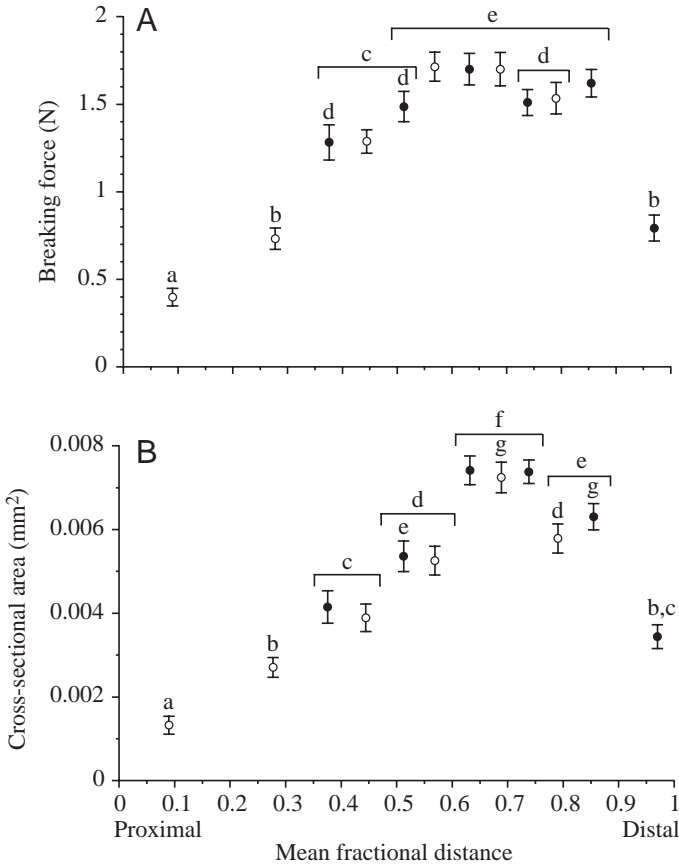 A
2
1.5
1
0.5
0
Breaking force (N)
a
b
c
d
d
e
d
b
B
0.008
0.006
0.004
0.002
0
Cross-sectional area (mm²)
a
b
c
d
e
f
g
e
d
g
b,c
0 0.1 0.2 0.3 0.4 0.5 0.6 0.7 0.8 0.9 1
Proximal Distal
Mean fractional distance